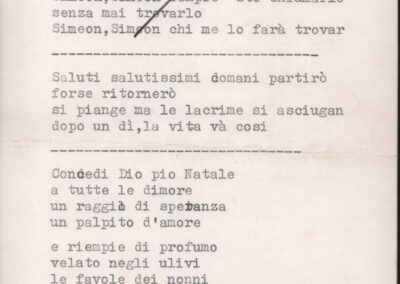 senza mai trovarlo
Simeon,Simeon chi me lo farà trovar
Saluti salutissimi domani partirò
forse ritornerò
si piange ma le lacrime si asciugan
dopo un dì,la vita và cosi
Concedi Dio pio Natale
a tutte le dimore
un raggio di speranza
un palpito d'amore
e riempie di profumo
velato negli ulivi
le favole dei nonni